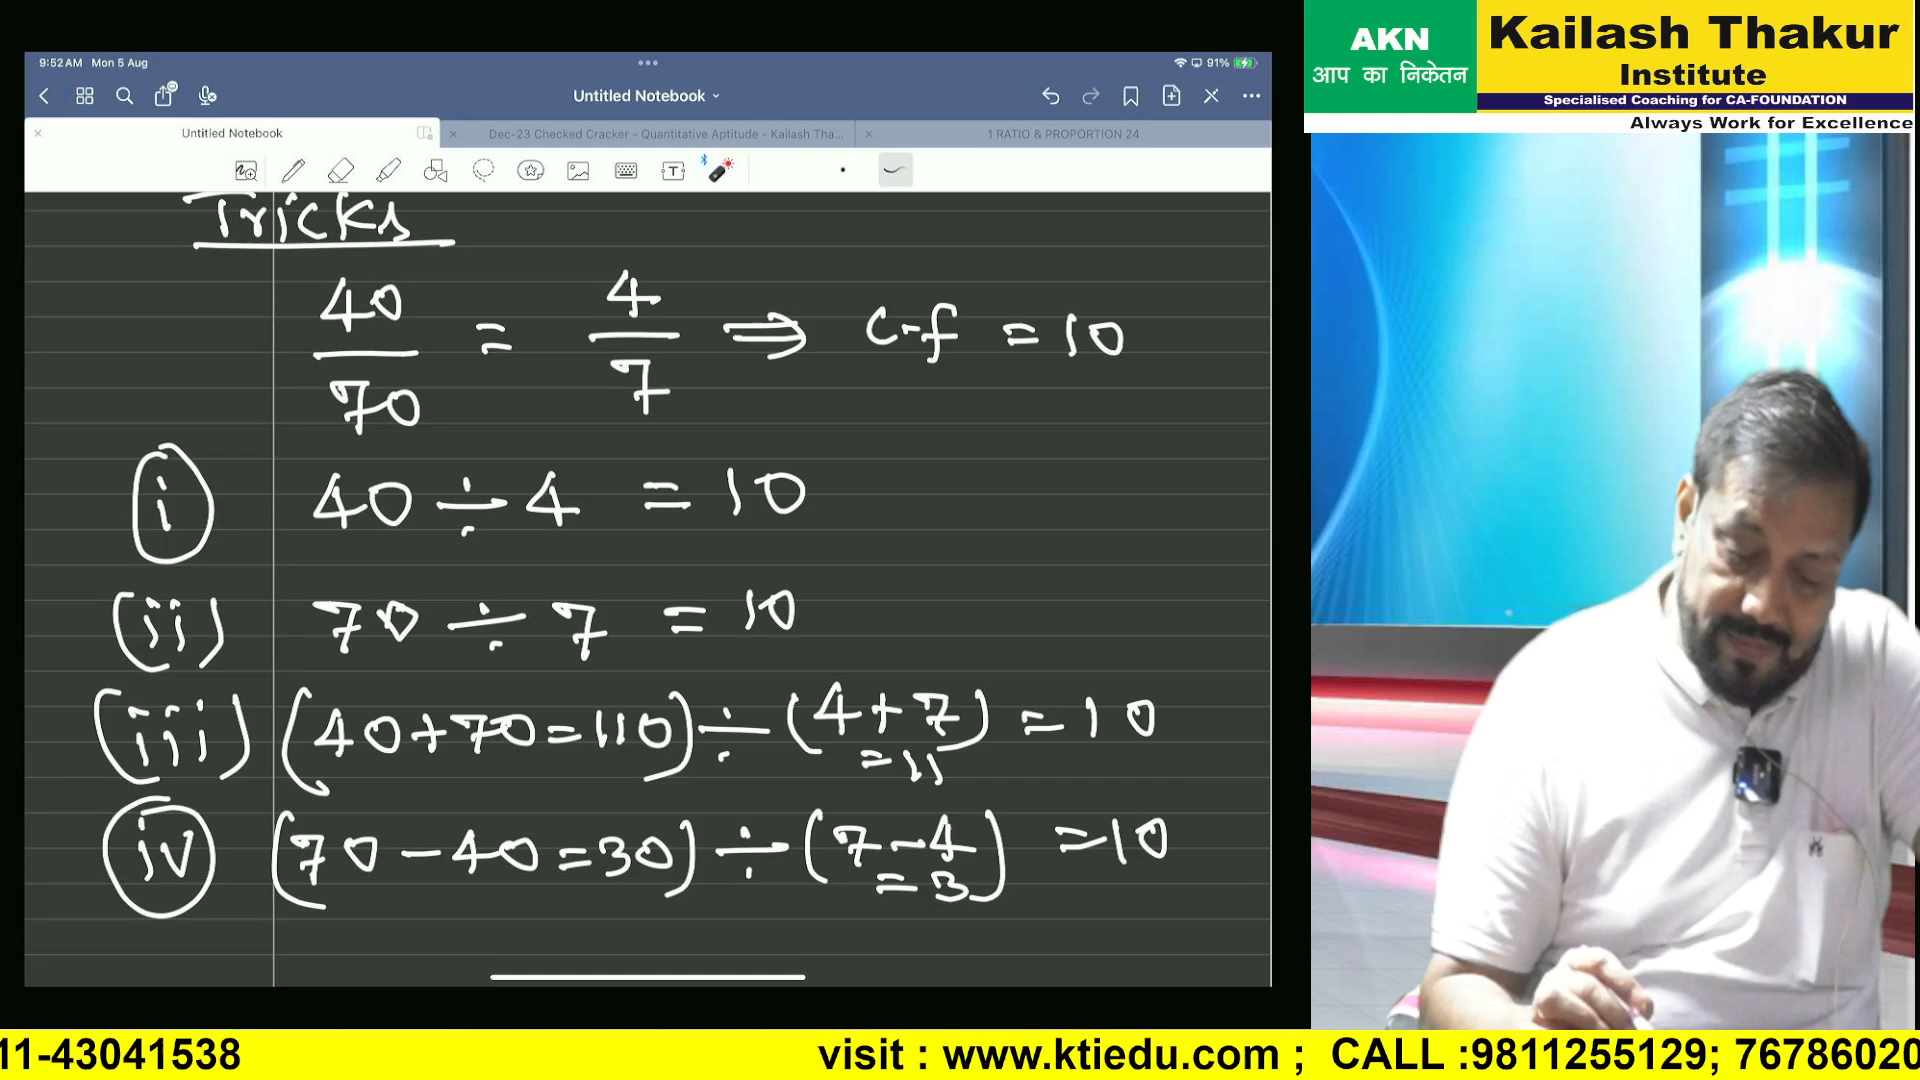 AKN
आप का निकेतन
Kailash Thakur
Institute
Specialised Coaching for CA-FOUNDATION
Always Work for Excellence
9:52AM Mon 5 Aug
91%
Untitled Notebook
Untitled Notebook
Dec-23 Checked Cracker - Quantitative Aptitude - Kailash Tha...
1 RATIO & PROPORTION 24
Tricks
40/70 = 4/7 ⇒ C-f = 10
(i) 40 ÷ 4 = 10
(ii) 70 ÷ 7 = 10
(iii) (40+70=110) ÷ (4+7=11) = 10
(iv) (70-40=30) ÷ (7-4=3) = 10
11-43041538
visit : www.ktiedu.com ; CALL :9811255129; 76786020